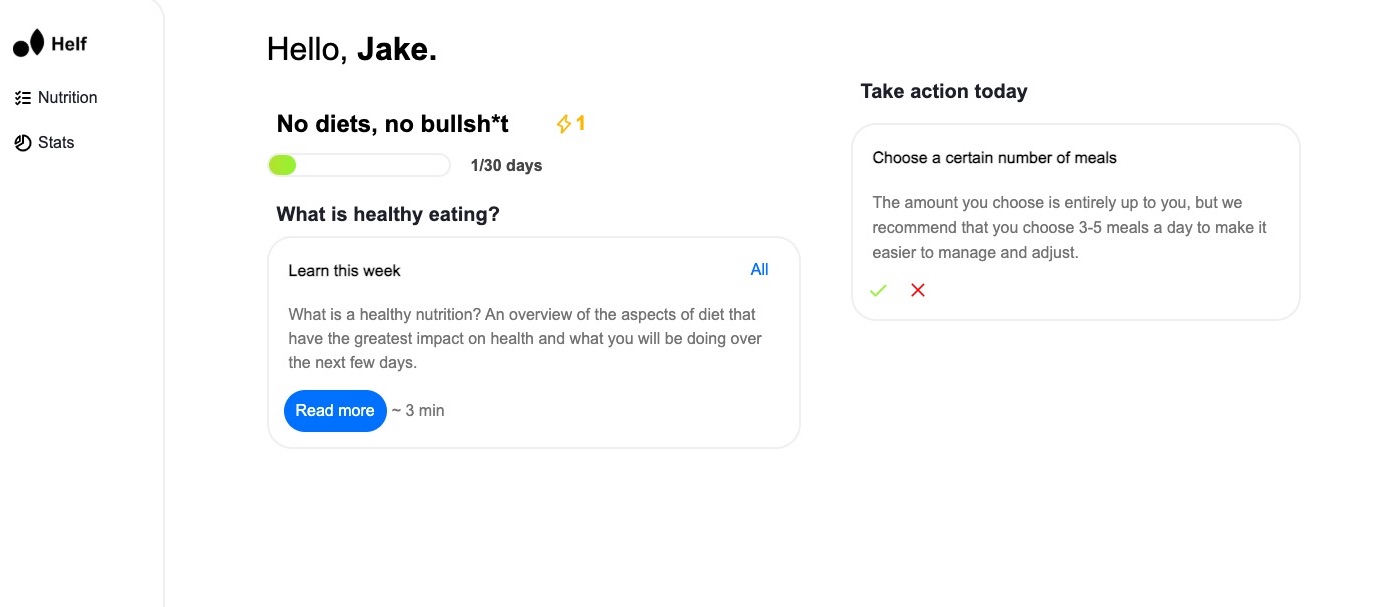 Helf
Nutrition
Stats
Hello, Jake.
No diets, no bullsh*t
1
1/30 days
What is healthy eating?
Learn this week
All
What is a healthy nutrition? An overview of the aspects of diet that
have the greatest impact on health and what you will be doing over
the next few days.
Read more
~ 3 min
Take action today
Choose a certain number of meals
The amount you choose is entirely up to you, but we
recommend that you choose 3-5 meals a day to make it
easier to manage and adjust.